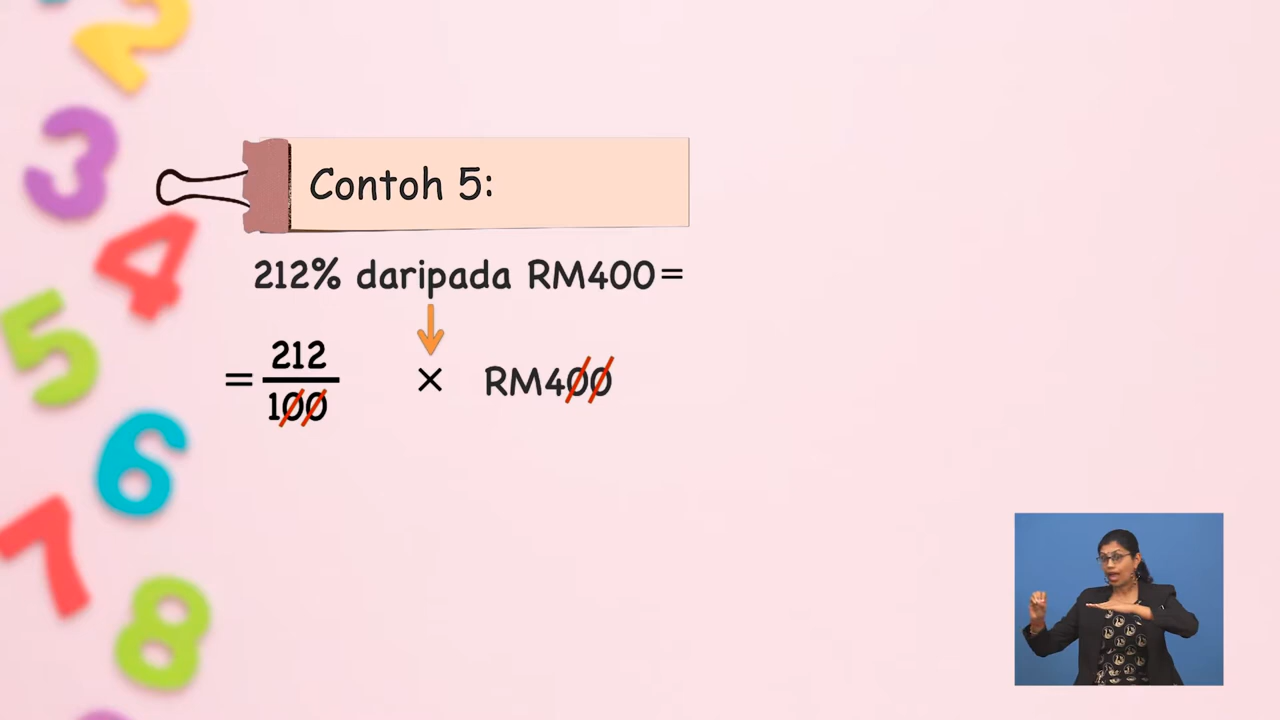 Contoh 5:
212% daripada RM400=
= 212/100 × RM400